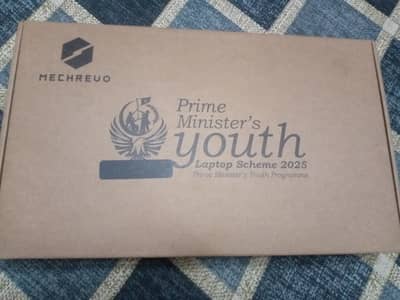 MECHREVO
Prime
Minister's
youth
Laptop Scheme 2025
Prime Minister's Youth Programme